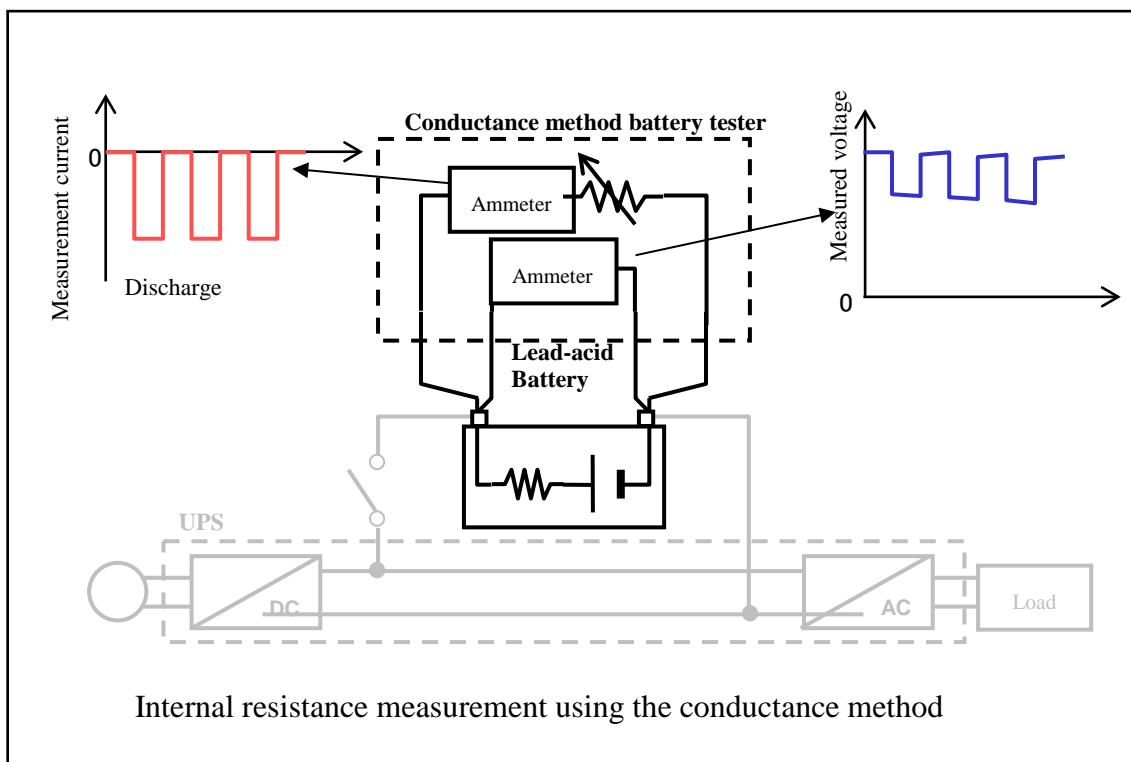 Conductance method battery tester
Measurement current
0
Discharge
Ammeter
Ammeter
Measured voltage
0
Lead-acid
Battery
UPS
DC
AC
Load
Internal resistance measurement using the conductance method